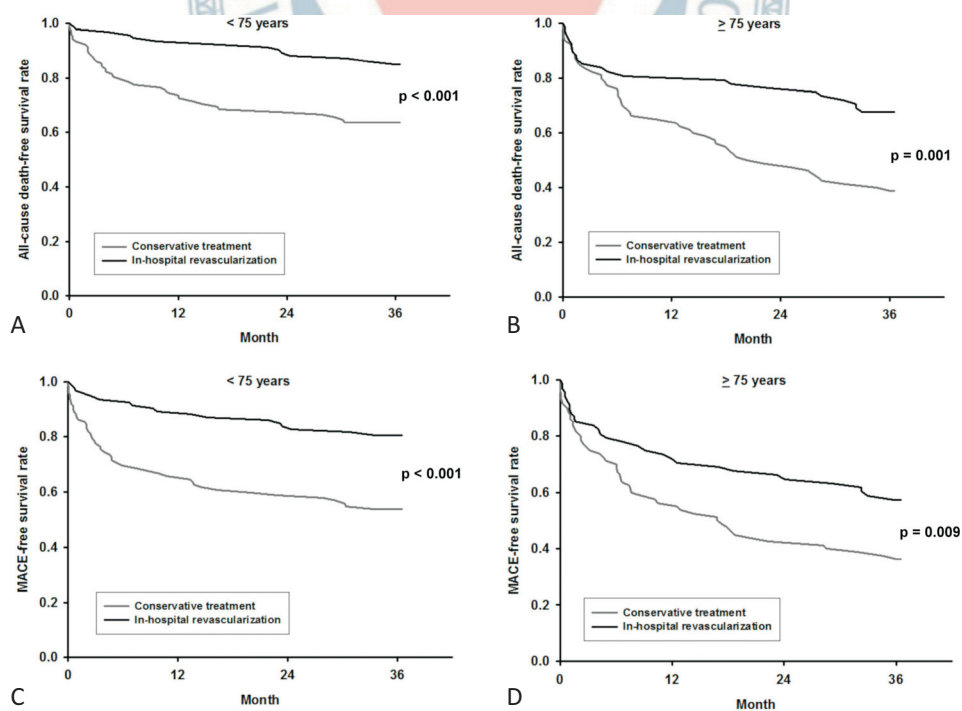 < 75 years
All-cause death-free survival rate
1.0
0.8
0.6
0.4
0.2
0.0
p < 0.001
Conservative treatment
In-hospital revascularization
0 12 24 36
Month
A
≥ 75 years
All-cause death-free survival rate
1.0
0.8
0.6
0.4
0.2
0.0
p = 0.001
Conservative treatment
In-hospital revascularization
0 12 24 36
Month
B
< 75 years
MACE-free survival rate
1.0
0.8
0.6
0.4
0.2
0.0
p < 0.001
Conservative treatment
In-hospital revascularization
0 12 24 36
Month
C
≥ 75 years
MACE-free survival rate
1.0
0.8
0.6
0.4
0.2
0.0
p = 0.009
Conservative treatment
In-hospital revascularization
0 12 24 36
Month
D